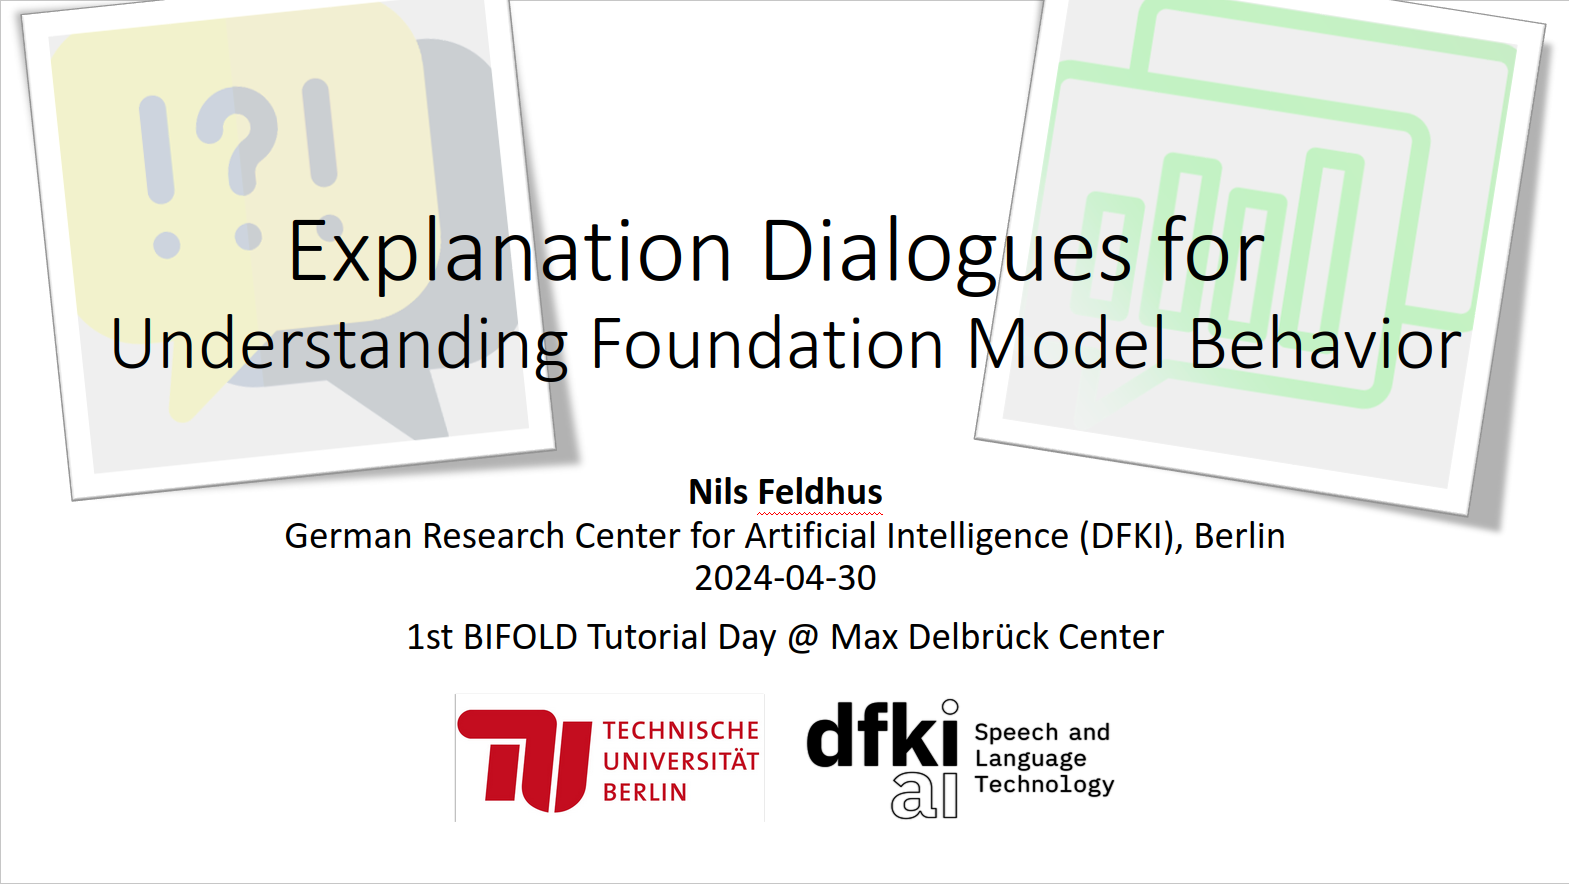 !?!
Explanation Dialogues for
Understanding Foundation Model Behavior
Nils Feldhus
German Research Center for Artificial Intelligence (DFKI), Berlin
2024-04-30
1st BIFOLD Tutorial Day @ Max Delbrück Center
TU
TECHNISCHE
UNIVERSITÄT
BERLIN
dfki
ai
Speech and
Language
Technology